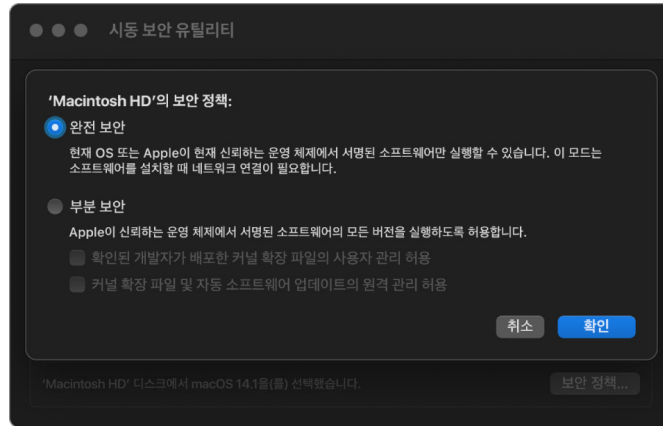 시동 보안 유틸리티
‘Macintosh HD’의 보안 정책:
완전 보안
현재 OS 또는 Apple이 현재 신뢰하는 운영 체제에서 서명된 소프트웨어만 실행할 수 있습니다. 이 모드는
소프트웨어를 설치할 때 네트워크 연결이 필요합니다.
부분 보안
Apple이 신뢰하는 운영 체제에서 서명된 소프트웨어의 모든 버전을 실행하도록 허용합니다.
확인된 개발자가 배포한 커널 확장 파일의 사용자 관리 허용
커널 확장 파일 및 자동 소프트웨어 업데이트의 원격 관리 허용
취소 확인
‘Macintosh HD’ 디스크에서 macOS 14.1을(를) 선택했습니다. 보안 정책...